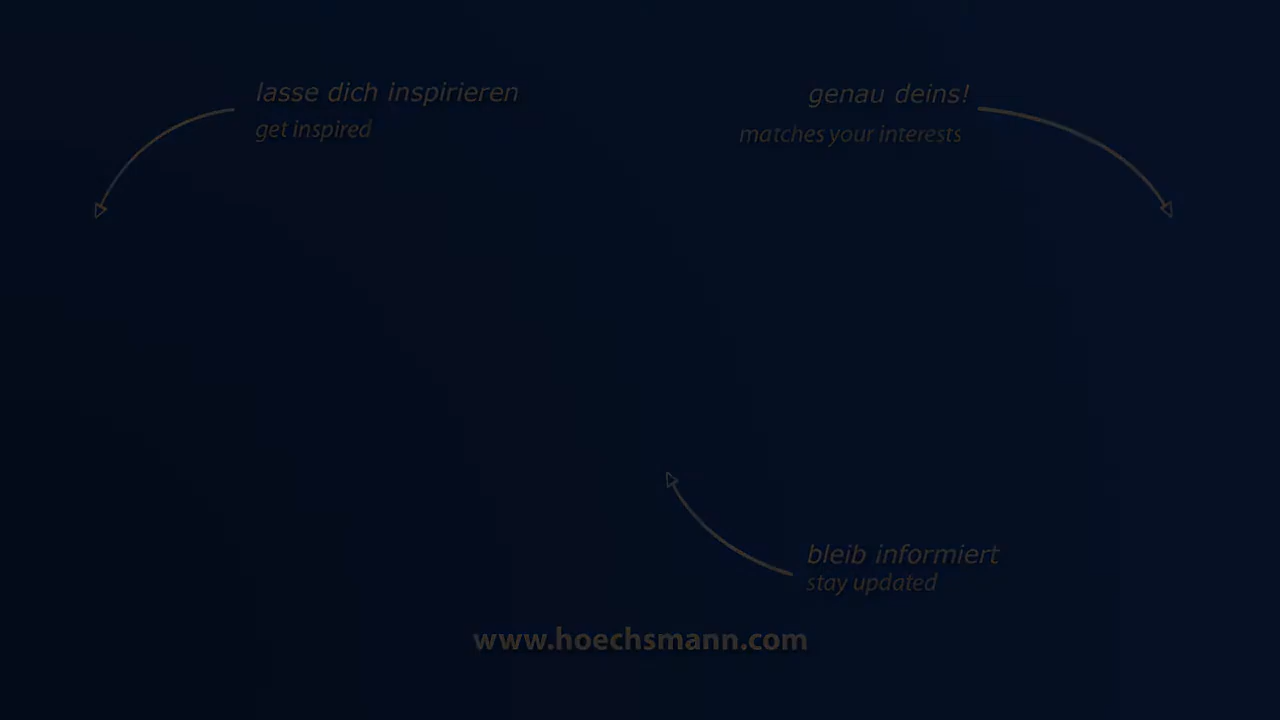 lasse dich inspirieren
get inspired
genau deins!
matches your interests
bleib informiert
stay updated
www.hoechsmann.com